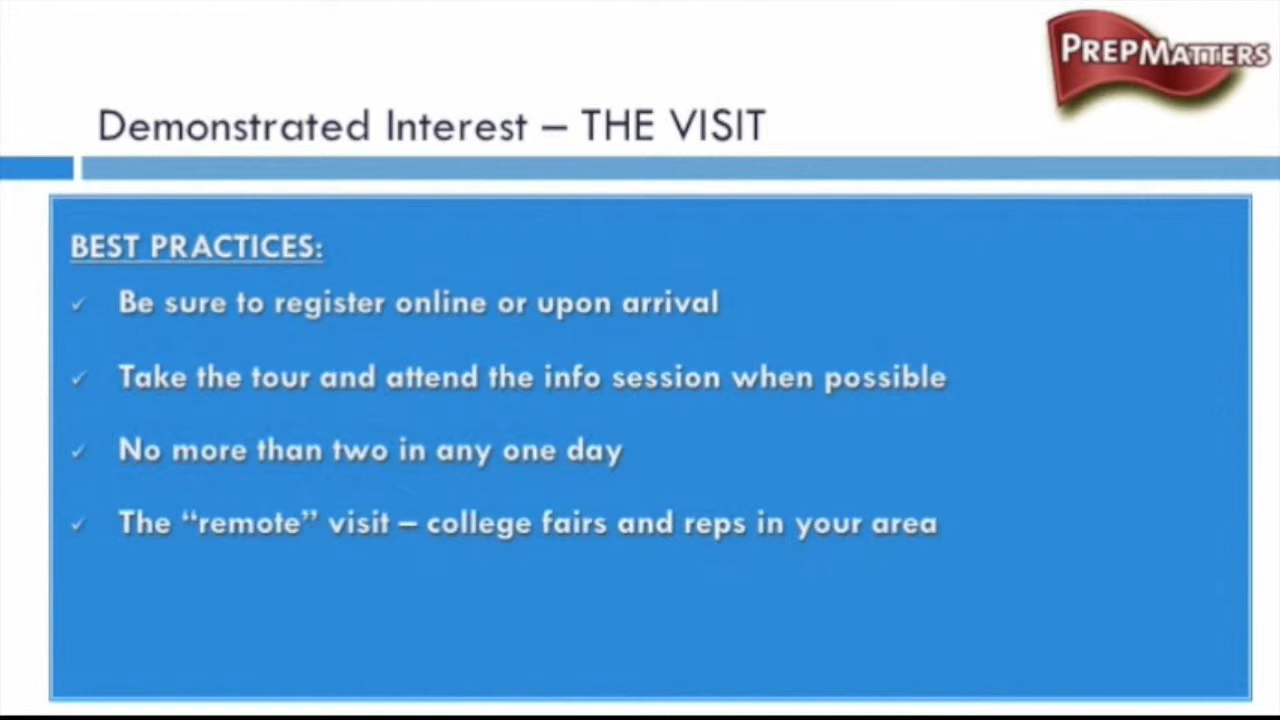 PREPMATTERS
Demonstrated Interest – THE VISIT
BEST PRACTICES:
✓ Be sure to register online or upon arrival
✓ Take the tour and attend the info session when possible
✓ No more than two in any one day
✓ The “remote” visit – college fairs and reps in your area